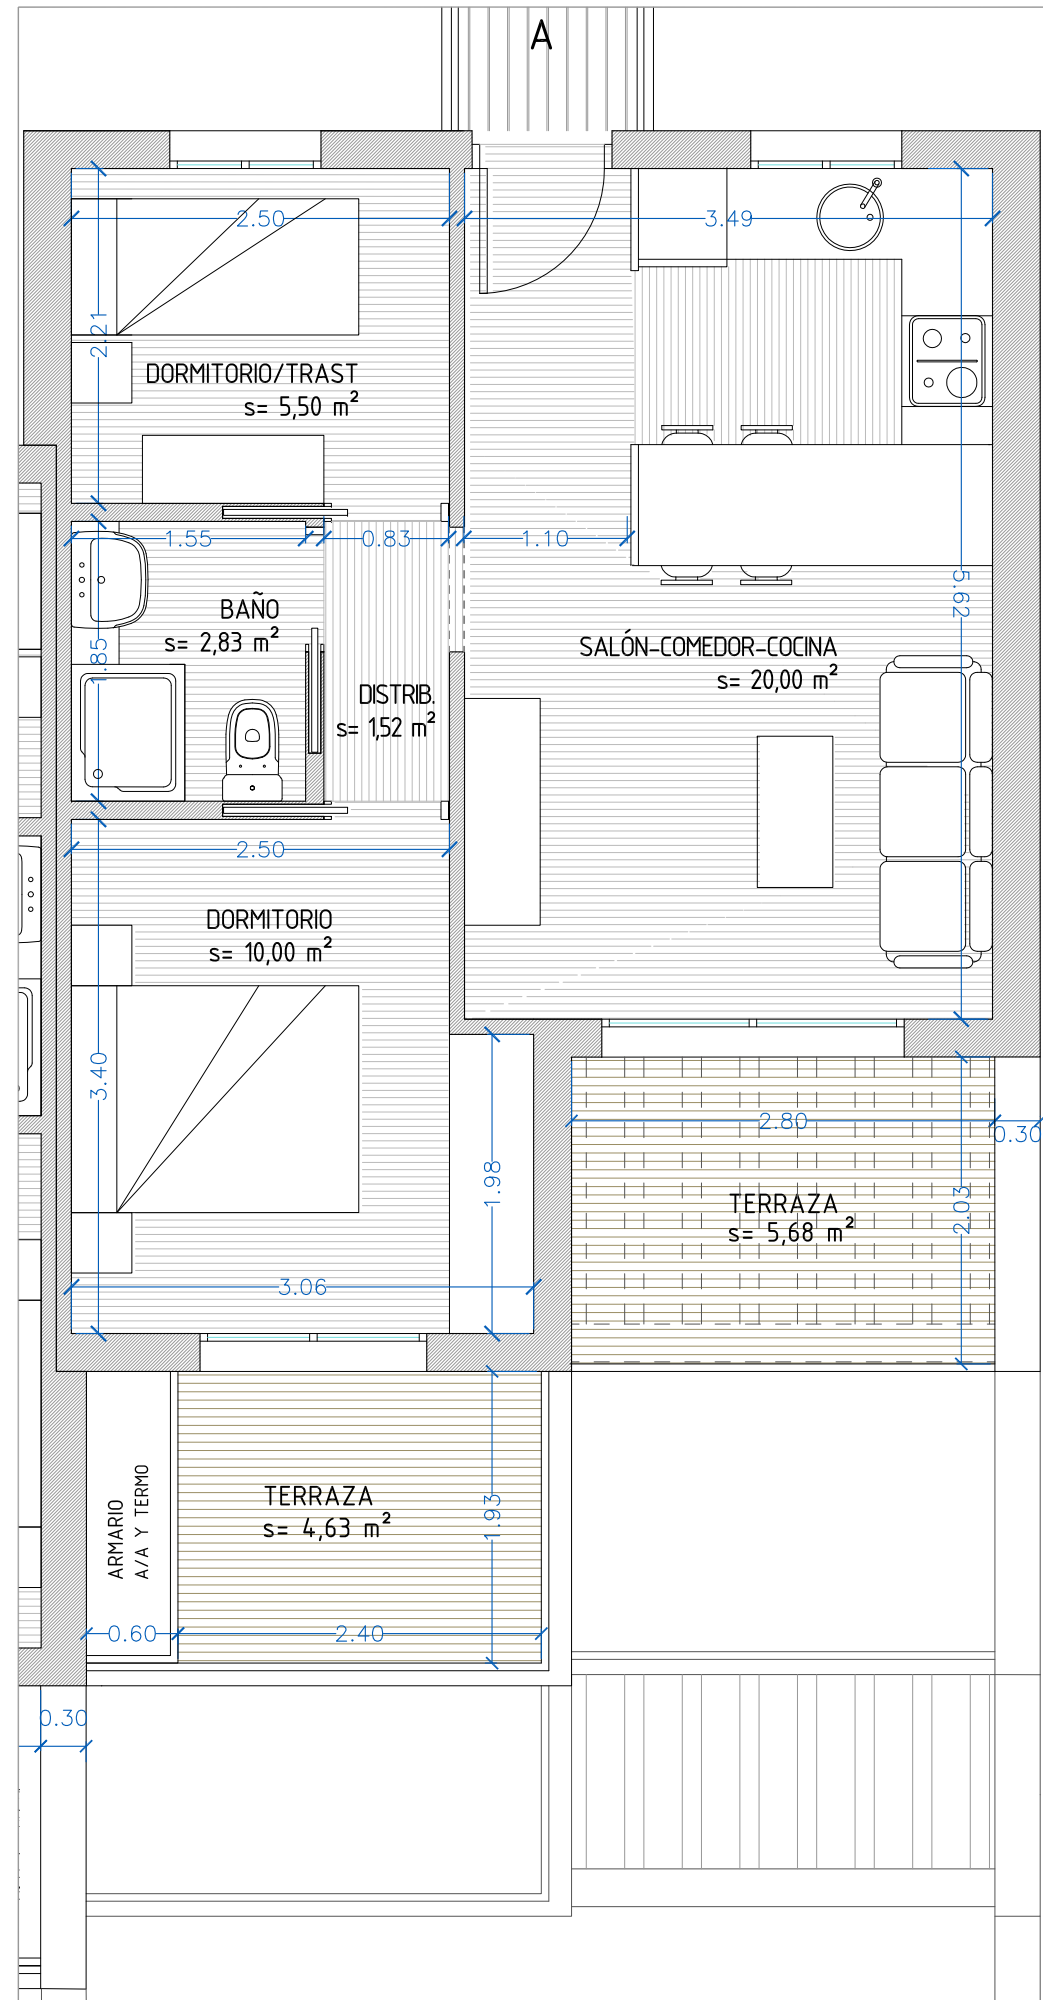 A
2.50
3.49
2.21
DORMITORIO/TRAST
s= 5,50 m²
1.55
0.83
1.10
5.62
BAÑO
s= 2,83 m²
1.85
SALÓN-COMEDOR-COCINA
s= 20,00 m²
DISTRIB.
s= 1,52 m²
2.50
DORMITORIO
s= 10,00 m²
3.40
1.98
2.80
0.30
TERRAZA
s= 5,68 m²
2.03
3.06
TERRAZA
s= 4,63 m²
1.93
ARMARIO
A/A Y TERMO
0.60
2.40
0.30